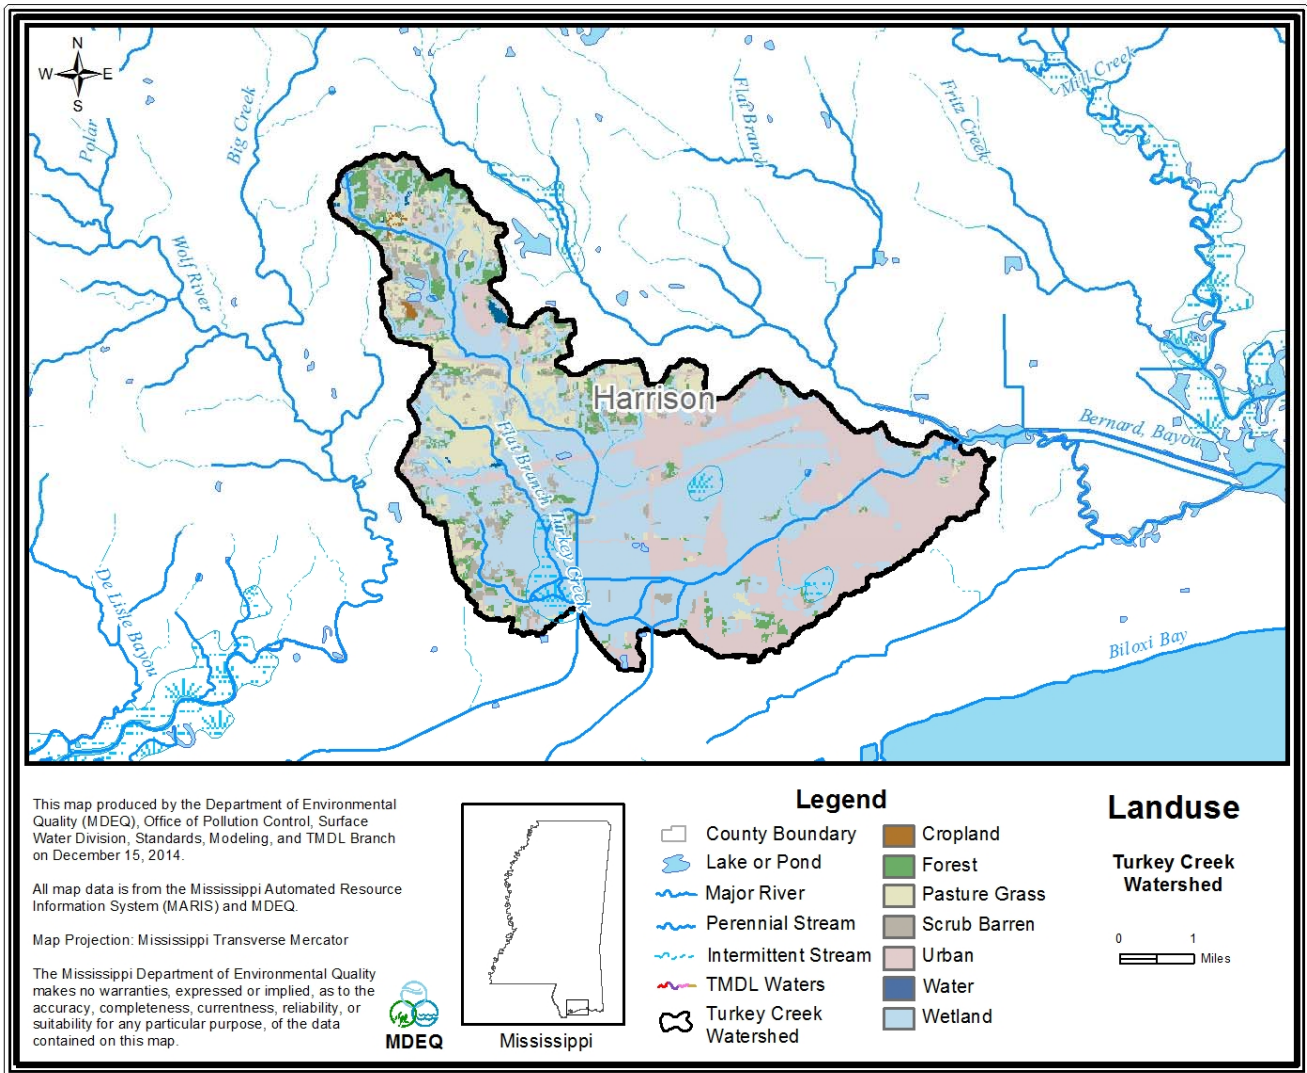 N
W E
S
Polar
Big Creek
Flat Branch
Fritz Creek
Mill Creek
Wolf River
Harrison
Bernard, Bayou
Flat Branch
Turkey Creek
De Lisle Bayou
Biloxi Bay
This map produced by the Department of Environmental
Quality (MDEQ), Office of Pollution Control, Surface
Water Division, Standards, Modeling, and TMDL Branch
on December 15, 2014.
All map data is from the Mississippi Automated Resource
Information System (MARIS) and MDEQ.
Map Projection: Mississippi Transverse Mercator
The Mississippi Department of Environmental Quality
makes no warranties, expressed or implied, as to the
accuracy, completeness, currentness, reliability, or
suitability for any particular purpose, of the data
contained on this map.
MDEQ
Mississippi
Legend
County Boundary
Lake or Pond
Major River
Perennial Stream
Intermittent Stream
TMDL Waters
Turkey Creek
Watershed
Cropland
Forest
Pasture Grass
Scrub Barren
Urban
Water
Wetland
Landuse
Turkey Creek
Watershed
0 1
Miles